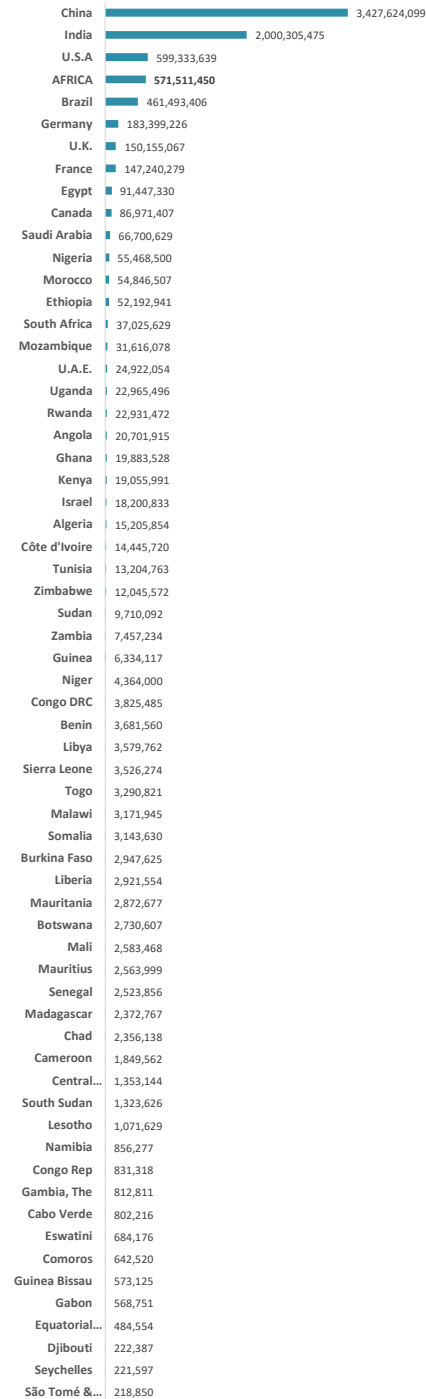 China 3,427,624,099
India 2,000,305,475
U.S.A 599,333,639
AFRICA 571,511,450
Brazil 461,493,406
Germany 183,399,226
U.K. 150,155,067
France 147,240,279
Egypt 91,447,330
Canada 86,971,407
Saudi Arabia 66,700,629
Nigeria 55,468,500
Morocco 54,846,507
Ethiopia 52,192,941
South Africa 37,025,629
Mozambique 31,616,078
U.A.E. 24,922,054
Uganda 22,965,496
Rwanda 22,931,472
Angola 20,701,915
Ghana 19,883,528
Kenya 19,055,991
Israel 18,200,833
Algeria 15,205,854
Côte d'Ivoire 14,445,720
Tunisia 13,204,763
Zimbabwe 12,045,572
Sudan 9,710,092
Zambia 7,457,234
Guinea 6,334,117
Niger 4,364,000
Congo DRC 3,825,485
Benin 3,681,560
Libya 3,579,762
Sierra Leone 3,526,274
Togo 3,290,821
Malawi 3,171,945
Somalia 3,143,630
Burkina Faso 2,947,625
Liberia 2,921,554
Mauritania 2,872,677
Botswana 2,730,607
Mali 2,583,468
Mauritius 2,563,999
Senegal 2,523,856
Madagascar 2,372,767
Chad 2,356,138
Cameroon 1,849,562
Central... 1,353,144
South Sudan 1,323,626
Lesotho 1,071,629
Namibia 856,277
Congo Rep 831,318
Gambia, The 812,811
Cabo Verde 802,216
Eswatini 684,176
Comoros 642,520
Guinea Bissau 573,125
Gabon 568,751
Equatorial... 484,554
Djibouti 222,387
Seychelles 221,597
São Tomé &... 218,850